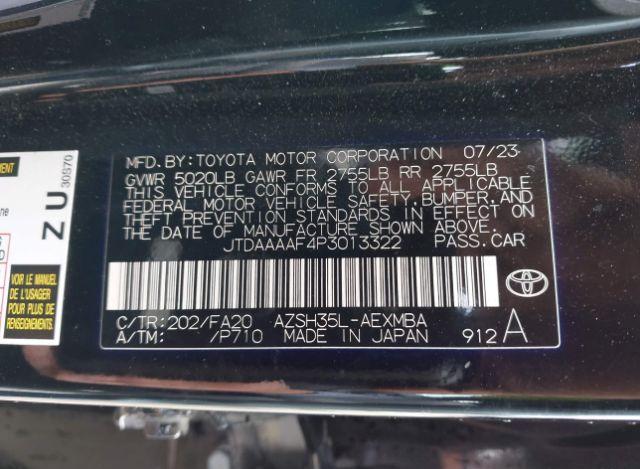 MFD.BY:TOYOTA MOTOR CORPORATION 07/23
GVWR 5020LB GAWR FR 2755LB RR 2755LB
THIS VEHICLE CONFORMS TO ALL APPLICABLE
FEDERAL MOTOR VEHICLE SAFETY,BUMPER,AND
THEFT PREVENTION STANDARDS IN EFFECT ON
THE DATE OF MANUFACTURE SHOWN ABOVE.
JTDAAAAF4P3013322 PASS.CAR
C/TR:202/FA20 AZSH35L-AEXMBA
A/TM: /P710 MADE IN JAPAN 912 A
ZU
30S70
VOIR LE MANUEL
DE L'USAGER
POUR PLUS DE
RENSEIGNEMENTS